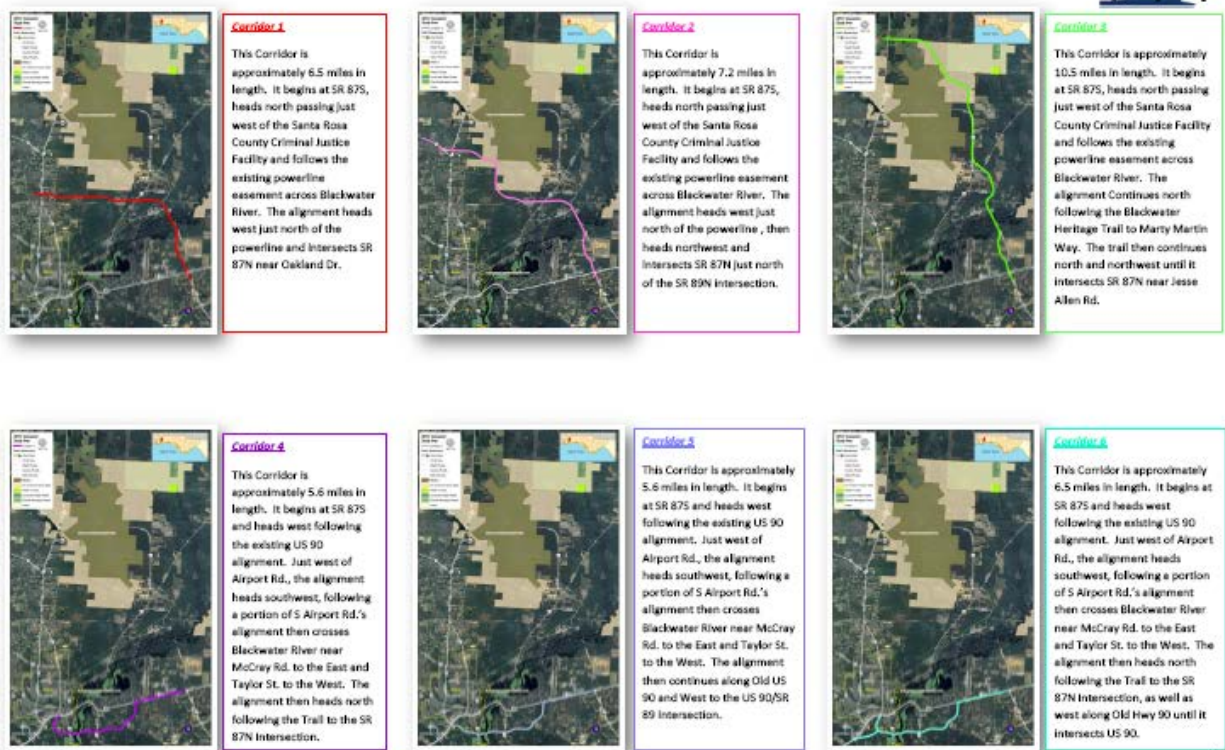 Corridor 1
This Corridor is
approximately 6.5 miles in
length. It begins at SR 87S,
heads north passing just
west of the Santa Rosa
County Criminal Justice
Facility and follows the
existing powerline
easement across Blackwater
River. The alignment heads
west just north of the
powerline and intersects SR
87N near Oakland Dr.
Corridor 2
This Corridor is
approximately 7.2 miles in
length. It begins at SR 87S,
heads north passing just
west of the Santa Rosa
County Criminal Justice
Facility and follows the
existing powerline easement
across Blackwater River. The
alignment heads west just
north of the powerline , then
heads northwest and
intersects SR 87N just north
of the SR 89N intersection.
Corridor 3
This Corridor is approximately
10.5 miles in length. It begins
at SR 87S, heads north passing
just west of the Santa Rosa
County Criminal Justice Facility
and follows the existing
powerline easement across
Blackwater River. The
alignment Continues north
following the Blackwater
Heritage Trail to Marty Martin
Way. The trail then continues
north and northwest until it
intersects SR 87N near Jesse
Allen Rd.
Corridor 4
This Corridor is
approximately 5.6 miles in
length. It begins at SR 87S
and heads west following
the existing US 90
alignment. Just west of
Airport Rd., the alignment
heads southwest, following
a portion of S Airport Rd.'s
alignment then crosses
Blackwater River near
McCray Rd. to the East and
Taylor St. to the West. The
alignment then heads north
following the Trail to the SR
87N Intersection.
Corridor 5
This Corridor is approximately
5.6 miles in length. It begins
at SR 87S and heads west
following the existing US 90
alignment. Just west of
Airport Rd., the alignment
heads southwest, following a
portion of S Airport Rd.'s
alignment then crosses
Blackwater River near McCray
Rd. to the East and Taylor St.
to the West. The alignment
then continues along Old US
90 and West to the US 90/SR
89 Intersection.
Corridor 6
This Corridor is approximately
6.5 miles in length. It begins at
SR 87S and heads west
following the existing US 90
alignment. Just west of Airport
Rd., the alignment heads
southwest, following a portion
of S Airport Rd.'s alignment
then crosses Blackwater River
near McCray Rd. to the East
and Taylor St. to the West. The
alignment then heads north
following the Trail to the SR
87N Intersection, as well as
west along Old Hwy 90 until it
intersects US 90.